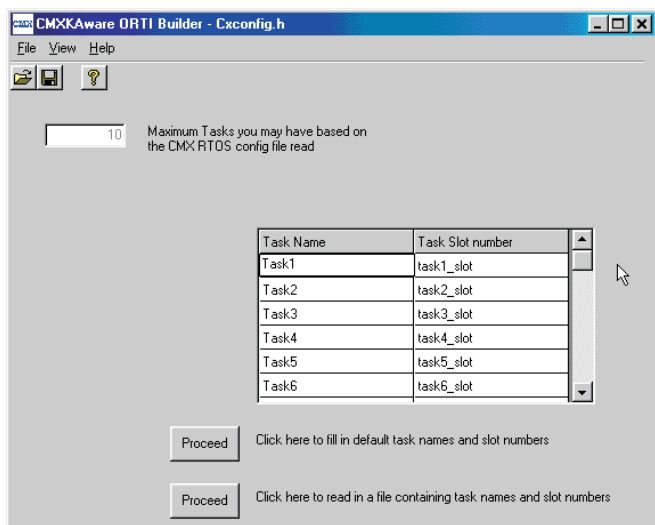 CMX CMXKAware ORTI Builder - Cxconfig.h
File View Help
10
Maximum Tasks you may have based on
the CMX RTOS config file read
Task Name Task Slot number
Task1 task1_slot
Task2 task2_slot
Task3 task3_slot
Task4 task4_slot
Task5 task5_slot
Task6 task6_slot
Proceed Click here to fill in default task names and slot numbers
Proceed Click here to read in a file containing task names and slot numbers